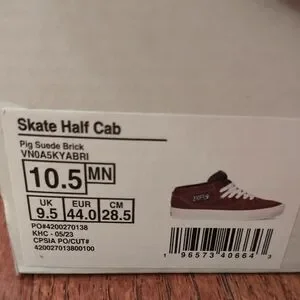 Skate Half Cab
Pig Suede Brick
VN0A5KYABRI
10.5 MN
UK EUR CM
9.5 44.0 28.5
PO#4200270138
KHC - 05/23
CPSIA PO/CUT#
420027013800100
1 96573 40664 3